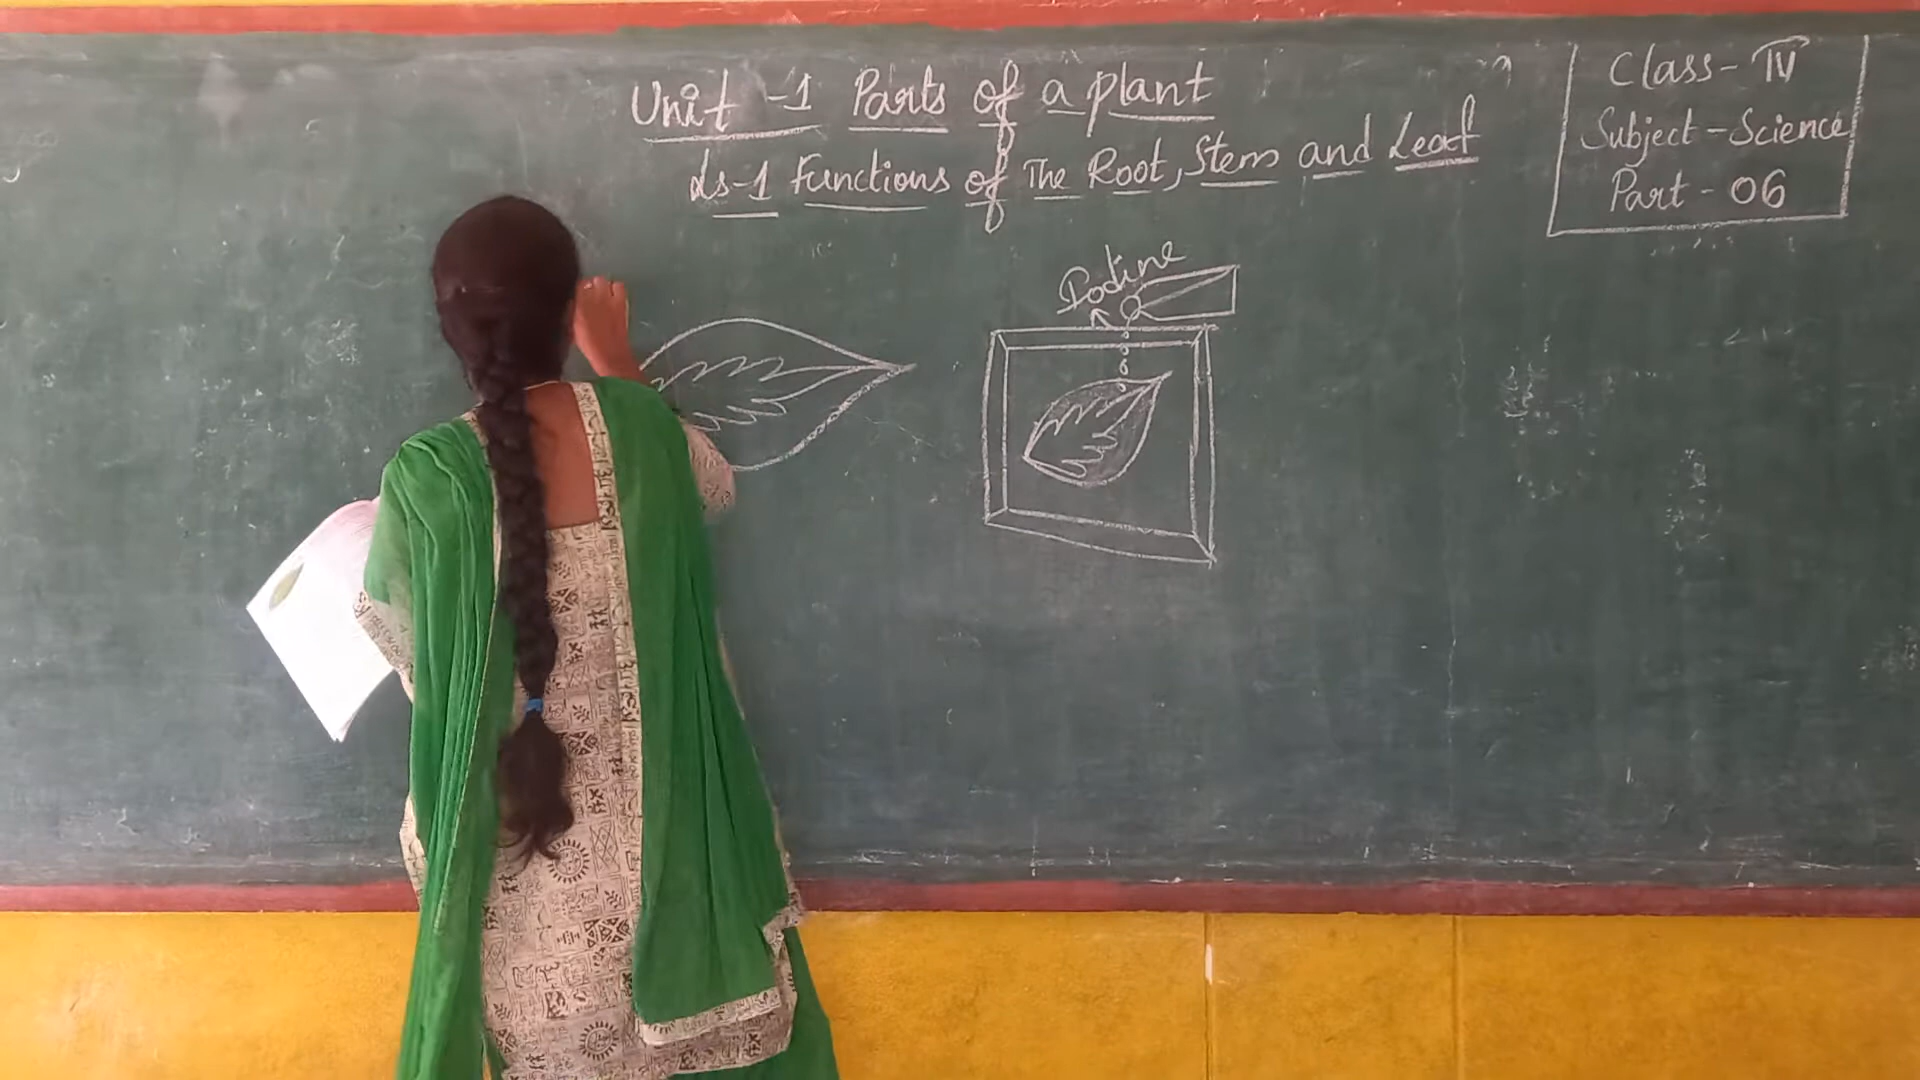 Unit -1 Parts of a plant
Ls-1 Functions of The Root, Stem and Leaf
Class - IV
Subject - Science
Part - 06
Iodine